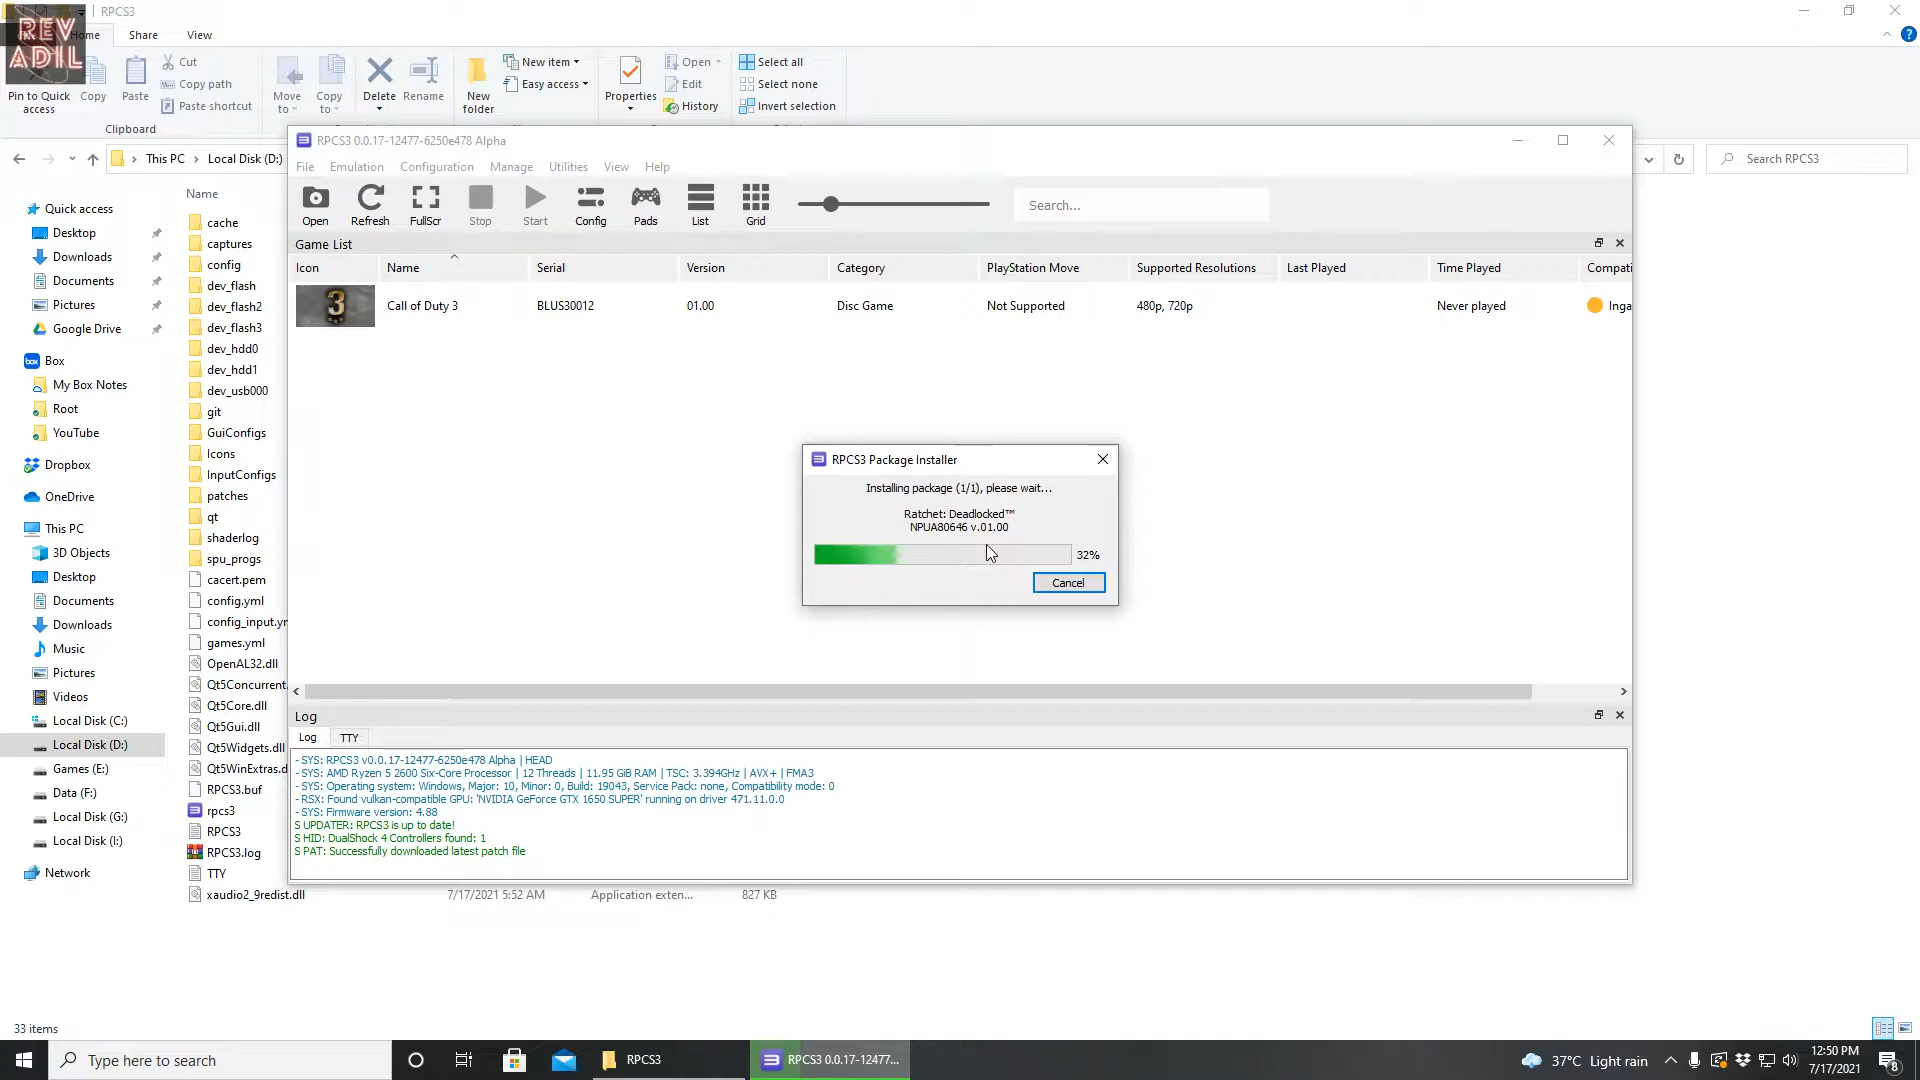 REV
ADIL
RPCS3
Home
Share
View
Pin to Quick access
Copy
Paste
Cut
Copy path
Paste shortcut
Clipboard
Move to
Copy to
Delete
Rename
New folder
New item
Easy access
Properties
Open
Edit
History
Select all
Select none
Invert selection
This PC
Local Disk (D:)
Search RPCS3
RPCS3 0.0.17-12477-6250e478 Alpha
File Emulation Configuration Manage Utilities View Help
Open Refresh FullScr Stop Start Config Pads List Grid
Search...
Game List
Icon Name Serial Version Category PlayStation Move Supported Resolutions Last Played Time Played Compati
3 Call of Duty 3 BLUS30012 01.00 Disc Game Not Supported 480p, 720p Never played Inga
RPCS3 Package Installer
Installing package (1/1), please wait...
Ratchet: Deadlocked™
NPUA80646 v.01.00
32%
Cancel
Log
Log TTY
- SYS: RPCS3 v0.0.17-12477-6250e478 Alpha | HEAD
- SYS: AMD Ryzen 5 2600 Six-Core Processor | 12 Threads | 11.95 GiB RAM | TSC: 3.394GHz | AVX+ | FMA3
- SYS: Operating system: Windows, Major: 10, Minor: 0, Build: 19043, Service Pack: none, Compatibility mode: 0
- RSX: Found vulkan-compatible GPU: 'NVIDIA GeForce GTX 1650 SUPER' running on driver 471.11.0.0
- SYS: Firmware version: 4.88
S UPDATER: RPCS3 is up to date!
S HID: DualShock 4 Controllers found: 1
S PAT: Successfully downloaded latest patch file
Quick access
Desktop
Downloads
Documents
Pictures
Google Drive
box Box
My Box Notes
Root
YouTube
Dropbox
OneDrive
This PC
3D Objects
Desktop
Documents
Downloads
Music
Pictures
Videos
Local Disk (C:)
Local Disk (D:)
Games (E:)
Data (F:)
Local Disk (G:)
Local Disk (I:)
Network
Name
cache
captures
config
dev_flash
dev_flash2
dev_flash3
dev_hdd0
dev_hdd1
dev_usb000
git
GuiConfigs
Icons
InputConfigs
patches
qt
shaderlog
spu_progs
cacert.pem
config.yml
config_input.yr
games.yml
OpenAL32.dll
Qt5Concurrent.
Qt5Core.dll
Qt5Gui.dll
Qt5Widgets.dll
Qt5WinExtras.d
RPCS3.buf
rpcs3
RPCS3
RPCS3.log
TTY
xaudio2_9redist.dll 7/17/2021 5:52 AM Application exten... 827 KB
33 items
Type here to search
RPCS3
RPCS3 0.0.17-12477...
37°C Light rain
12:50 PM
7/17/2021
8